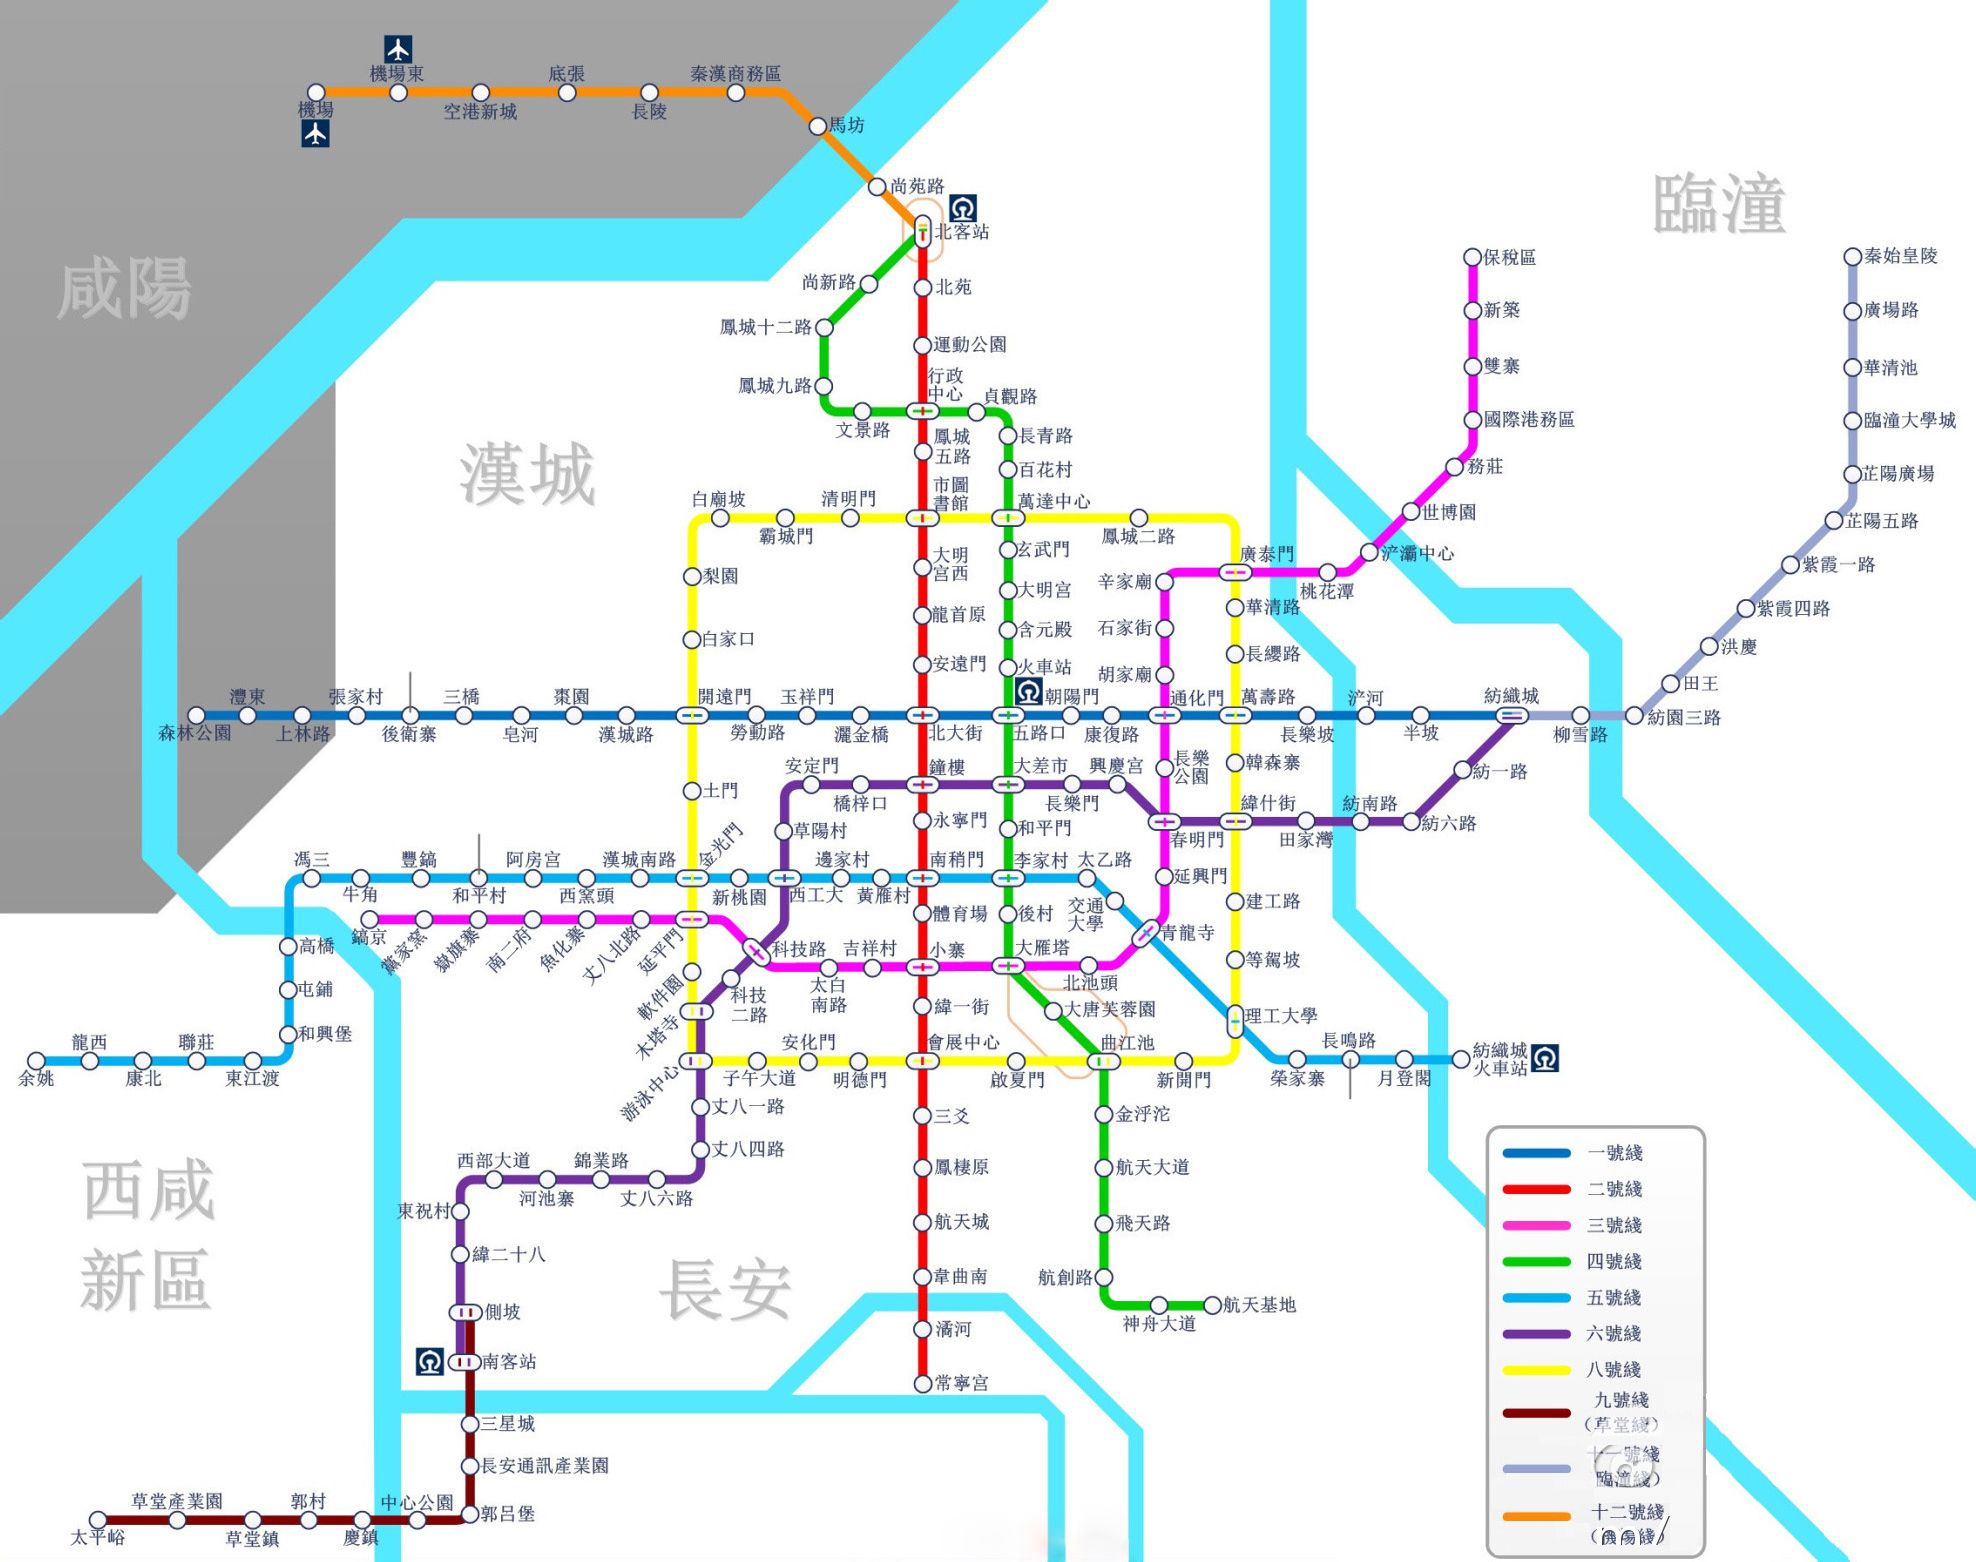 機場
機場東
空港新城
底張
長陵
秦漢商務區
馬坊
尚苑路
北客站
咸陽
臨潼
漢城
西咸
新區
長安
尚新路
鳳城十二路
鳳城九路
文景路
行政
中心
貞觀路
長青路
百花村
萬達中心
玄武門
大明宮
含元殿
火車站
五路口
大差市
和平門
李家村
後村
大雁塔
大唐芙蓉園
曲江池
金浮沱
航天大道
飛天路
航創路
神舟大道
航天基地
北苑
運動公園
鳳城
五路
市圖
書館
大明
宮西
龍首原
安遠門
北大街
鐘樓
永寧門
南稍門
體育場
小寨
緯一街
會展中心
三爻
鳳棲原
航天城
韋曲南
潏河
常寧宮
保稅區
新築
雙寨
國際港務區
務莊
世博園
浐灞中心
桃花潭
廣泰門
辛家廟
石家街
胡家廟
通化門
長樂
公園
春明門
延興門
青龍寺
北池頭
吉祥村
太白
南路
科技路
延平門
丈八北路
魚化寨
南二府
嶽旗寨
黨家窯
鎬京
秦始皇陵
廣場路
華清池
臨潼大學城
芷陽廣場
芷陽五路
紫霞一路
紫霞四路
洪慶
田王
紡園三路
柳雪路
紡織城
白廟坡
霸城門
清明門
鳳城二路
華清路
長纓路
萬壽路
韓森寨
緯什街
建工路
等駕坡
理工大學
新開門
啟夏門
明德門
安化門
子午大道
游泳中心
木塔寺
軟件園
金光門
土門
開遠門
白家口
梨園
森林公園
灃東
上林路
張家村
後衛寨
三橋
皂河
棗園
漢城路
勞動路
玉祥門
灑金橋
朝陽門
康復路
長樂坡
浐河
半坡
紡一路
紡六路
紡南路
田家灣
興慶宮
長樂門
橋梓口
安定門
草陽村
西工大
科技
二路
丈八一路
丈八四路
丈八六路
錦業路
河池寨
西部大道
東祝村
緯二十八
側坡
南客站
余姚
龍西
康北
聯莊
東江渡
和興堡
屯鋪
高橋
馮三
牛角
豐鎬
和平村
阿房宮
西窯頭
漢城南路
新桃園
邊家村
黃雁村
太乙路
交通
大學
榮家寨
長鳴路
月登閣
紡織城
火車站
三星城
長安通訊產業園
郭呂堡
中心公園
慶鎮
郭村
草堂鎮
草堂產業園
太平峪
一號綫
二號綫
三號綫
四號綫
五號綫
六號綫
八號綫
九號綫
（草堂綫）
十一號綫
臨潼綫）
十二號綫
（機場綫）